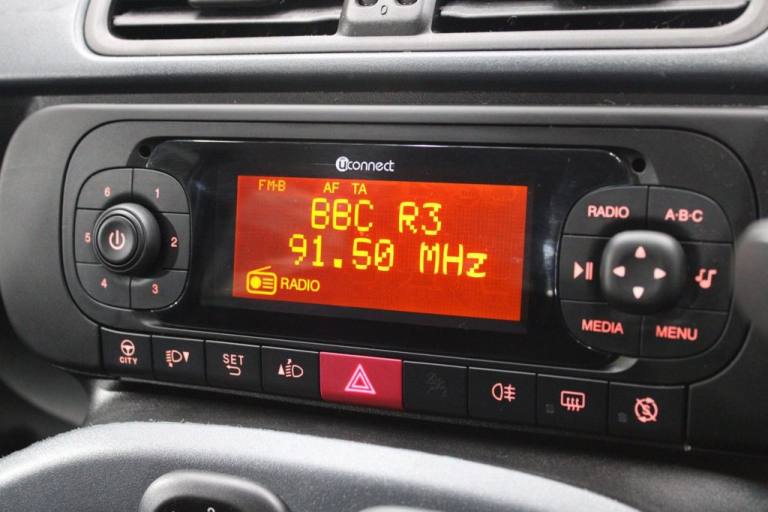 uconnect
FM-B AF TA
BBC R3
91.50 MHz
RADIO
6 1
5 2
4 3
RADIO A-B-C
MEDIA MENU
CITY
SET